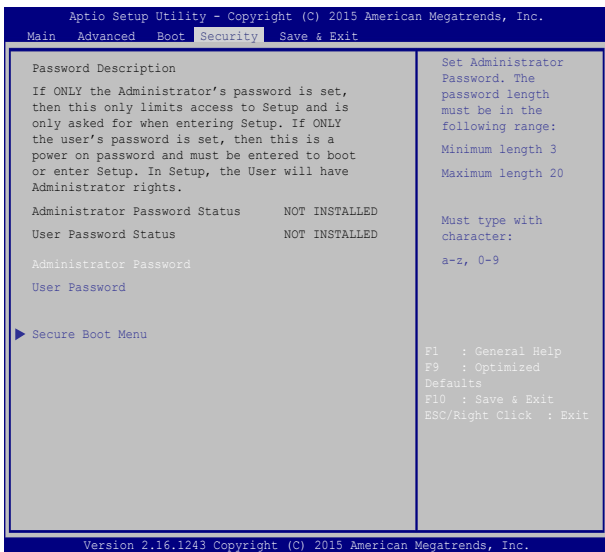 Aptio Setup Utility - Copyright (C) 2015 American Megatrends, Inc.
Main Advanced Boot Security Save & Exit
Password Description
If ONLY the Administrator's password is set,
then this only limits access to Setup and is
only asked for when entering Setup. If ONLY
the user's password is set, then this is a
power on password and must be entered to boot
or enter Setup. In Setup, the User will have
Administrator rights.
Administrator Password Status NOT INSTALLED
User Password Status NOT INSTALLED
Administrator Password
User Password
Secure Boot Menu
Set Administrator
Password. The
password length
must be in the
following range:
Minimum length 3
Maximum length 20
Must type with
character:
a-z, 0-9
F1 : General Help
F9 : Optimized
Defaults
F10 : Save & Exit
ESC/Right Click : Exit
Version 2.16.1243 Copyright (C) 2015 American Megatrends, Inc.